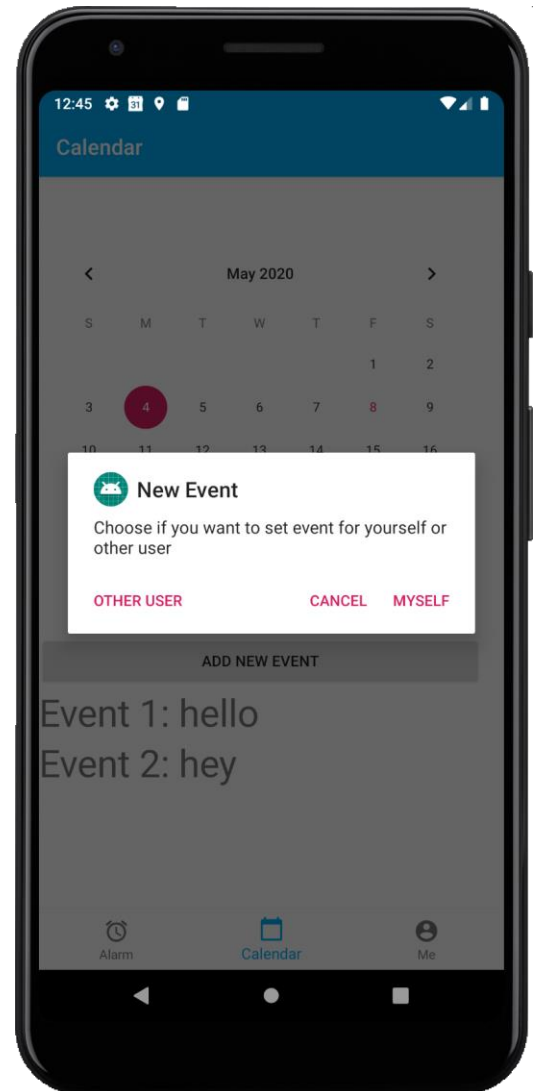 12:45 31
Calendar
May 2020
S M T W T F S
1 2
3 4 5 6 7 8 9
10 11 12 13 14 15 16
New Event
Choose if you want to set event for yourself or
other user
OTHER USER CANCEL MYSELF
ADD NEW EVENT
Event 1: hello
Event 2: hey
Alarm Calendar Me